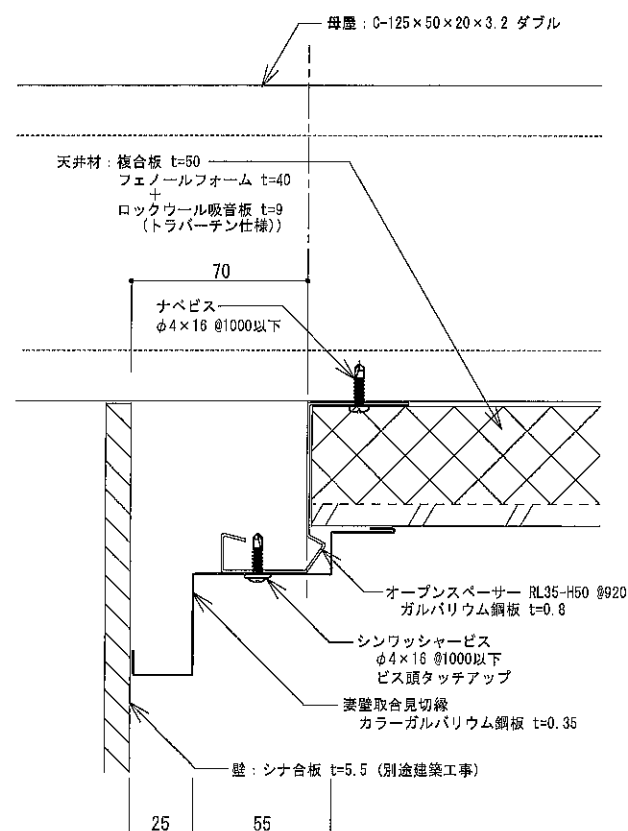 母屋：C-125×50×20×3.2 ダブル
天井材：複合板 t=50
フェノールフォーム t=40
＋
ロックウール吸音板 t=9
（トラバーチン仕様））
70
ナベビス
φ4×16 @1000以下
オープンスペーサー RL35-H50 @920
ガルバリウム鋼板 t=0.8
シンワッシャービス
φ4×16 @1000以下
ビス頭タッチアップ
妻壁取合見切縁
カラーガルバリウム鋼板 t=0.35
壁：シナ合板 t=5.5 (別途建築工事)
25
55